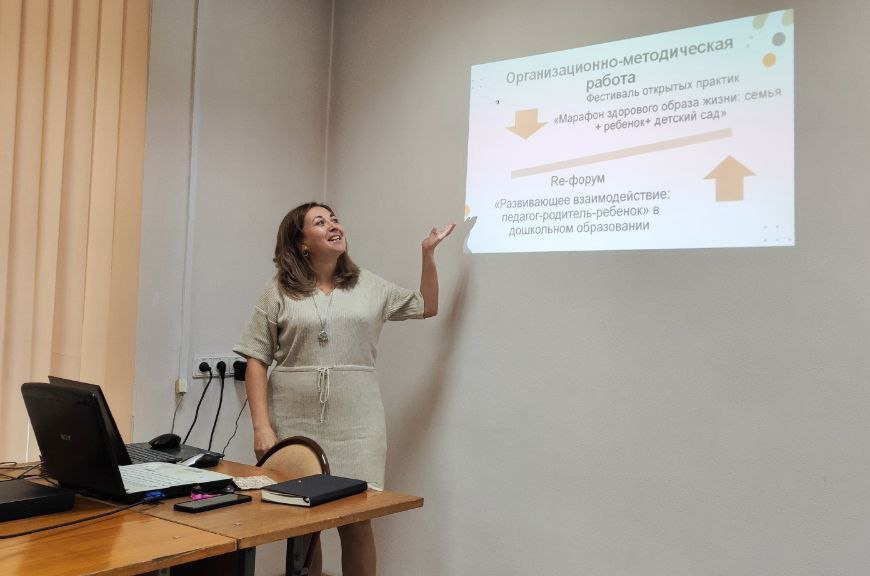 Организационно-методическая
работа
Фестиваль открытых практик
«Марафон здорового образа жизни: семья
+ ребенок+ детский сад»
Re-форум
«Развивающее взаимодействие:
педагог-родитель-ребенок» в
дошкольном образовании
acer